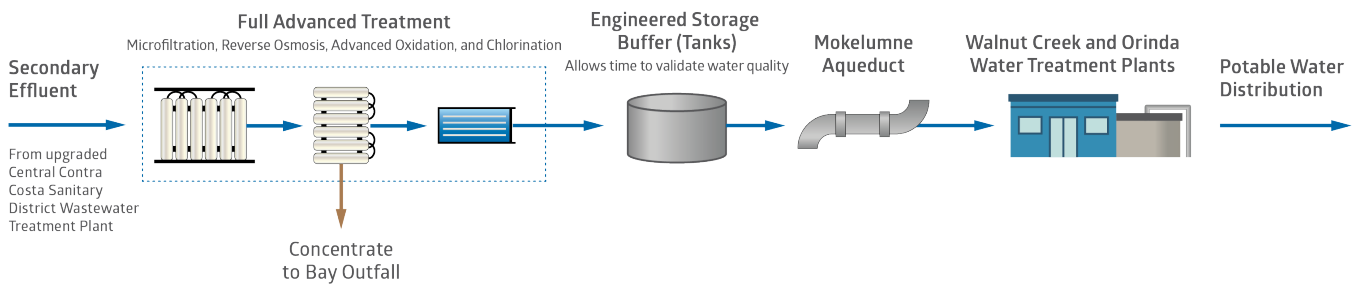 Full Advanced Treatment
Microfiltration, Reverse Osmosis, Advanced Oxidation, and Chlorination
Engineered Storage
Buffer (Tanks)
Allows time to validate water quality
Mokelumne
Aqueduct
Walnut Creek and Orinda
Water Treatment Plants
Secondary
Effluent
Potable Water
Distribution
From upgraded
Central Contra
Costa Sanitary
District Wastewater
Treatment Plant
Concentrate
to Bay Outfall